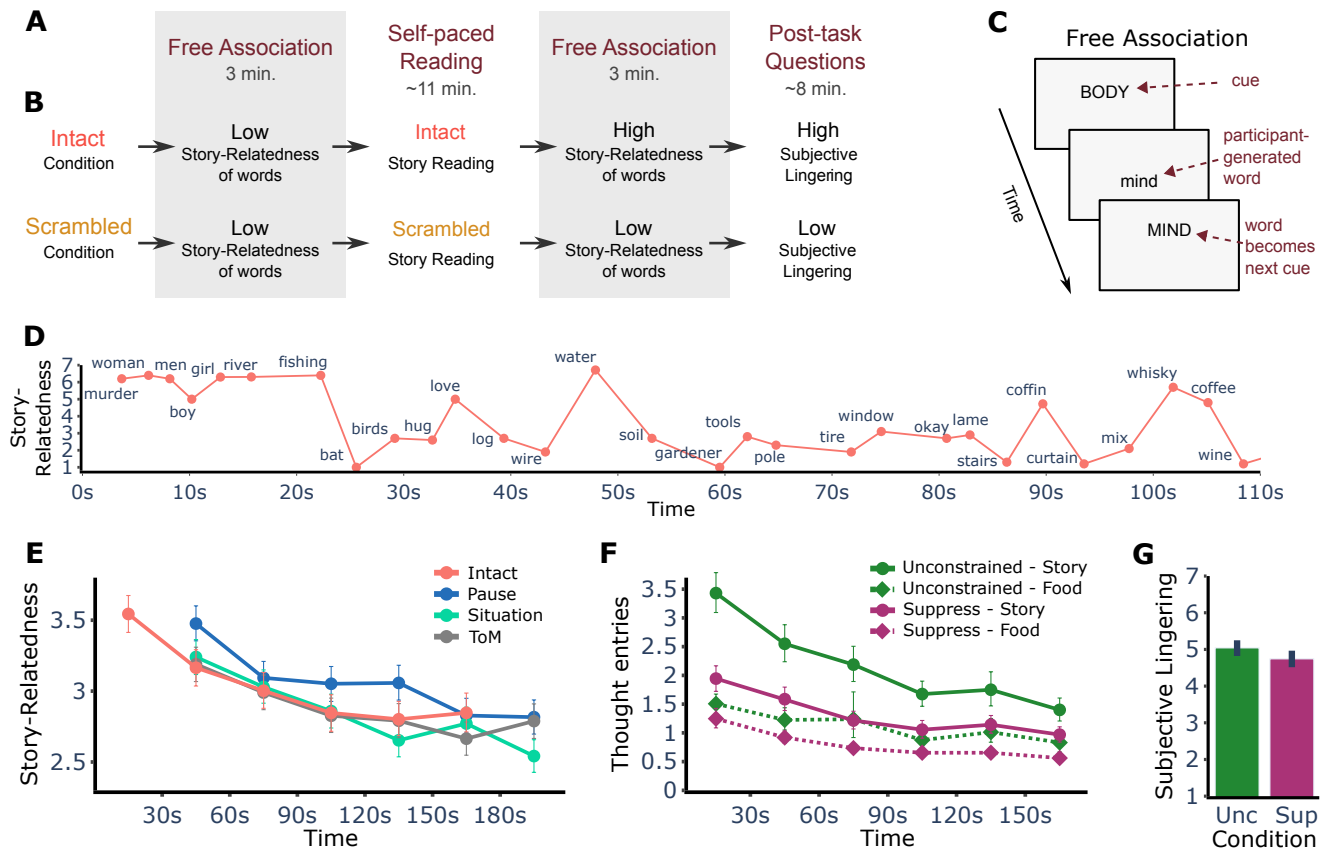 A
Free Association
3 min.
Self-paced
Reading
~11 min.
Free Association
3 min.
Post-task
Questions
~8 min.
B
Intact
Condition
Low
Story-Relatedness
of words
Intact
Story Reading
High
Story-Relatedness
of words
High
Subjective
Lingering
Scrambled
Condition
Low
Story-Relatedness
of words
Scrambled
Story Reading
Low
Story-Relatedness
of words
Low
Subjective
Lingering
C
Free Association
BODY
cue
mind
participant-
generated
word
MIND
word
becomes
next cue
Time
D
Story-
Relatedness
7
6
5
4
3
2
1
murder
woman
men
boy
girl
river
fishing
bat
birds
hug
love
log
wire
water
soil
gardener
tools
pole
tire
window
okay
lame
stairs
coffin
curtain
mix
whisky
coffee
wine
0s 10s 20s 30s 40s 50s 60s 70s 80s 90s 100s 110s
Time
E
Story-Relatedness
3.5
3
2.5
Intact
Pause
Situation
ToM
30s 60s 90s 120s 150s 180s
Time
F
Thought entries
3.5
3
2.5
2
1.5
1
0.5
0
Unconstrained - Story
Unconstrained - Food
Suppress - Story
Suppress - Food
30s 60s 90s 120s 150s
Time
G
Subjective Lingering
7
6
5
4
3
2
1
Unc Sup
Condition